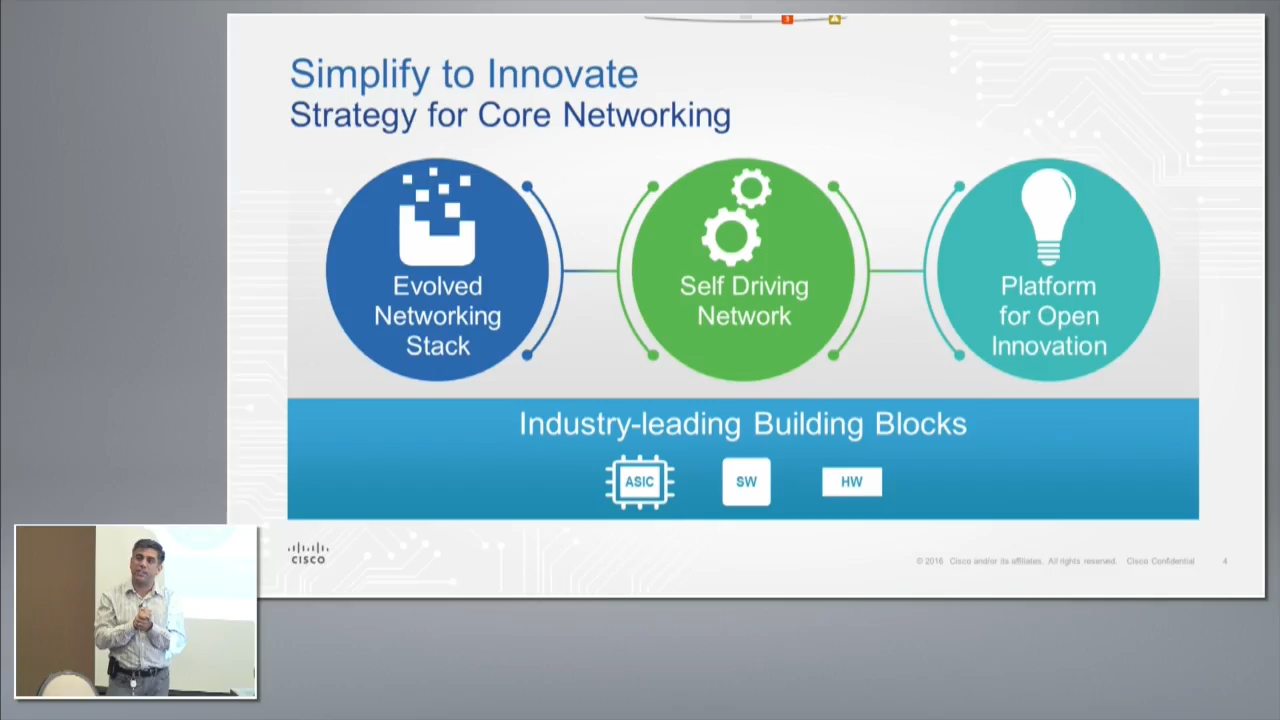 Simplify to Innovate
Strategy for Core Networking
Evolved
Networking
Stack
Self Driving
Network
Platform
for Open
Innovation
Industry-leading Building Blocks
ASIC
SW
HW
CISCO
© 2016 Cisco and/or its affiliates. All rights reserved. Cisco Confidential 4